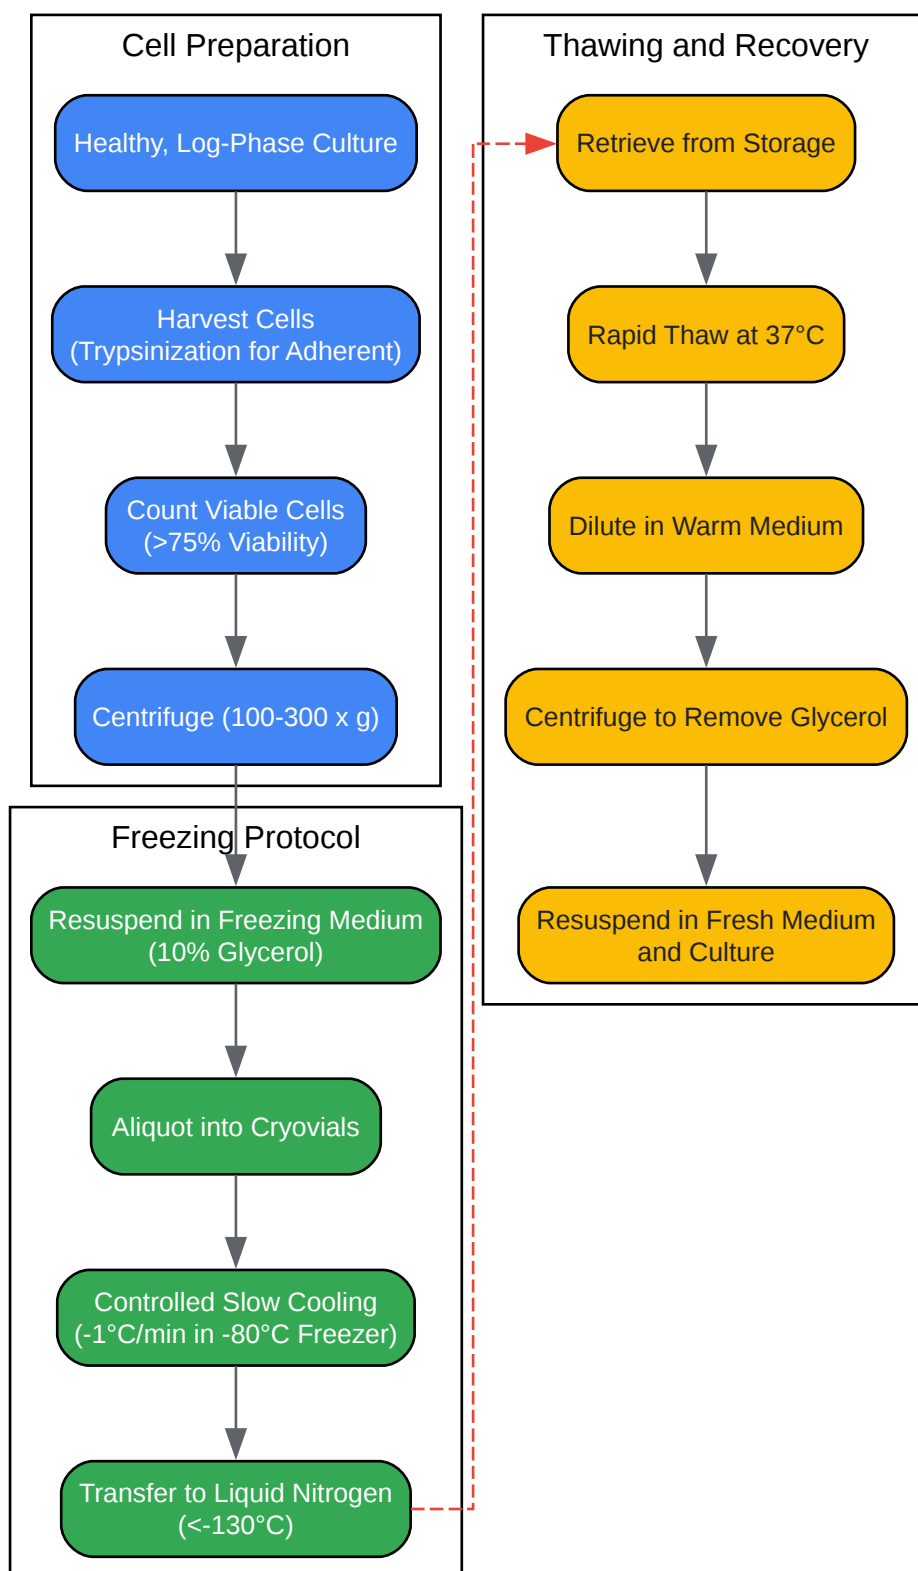 Cell Preparation
Healthy, Log-Phase Culture
Harvest Cells
(Trypsinization for Adherent)
Count Viable Cells
(>75% Viability)
Centrifuge (100-300 x g)
Freezing Protocol
Resuspend in Freezing Medium
(10% Glycerol)
Aliquot into Cryovials
Controlled Slow Cooling
(-1°C/min in -80°C Freezer)
Transfer to Liquid Nitrogen
(<-130°C)
Thawing and Recovery
Retrieve from Storage
Rapid Thaw at 37°C
Dilute in Warm Medium
Centrifuge to Remove Glycerol
Resuspend in Fresh Medium
and Culture